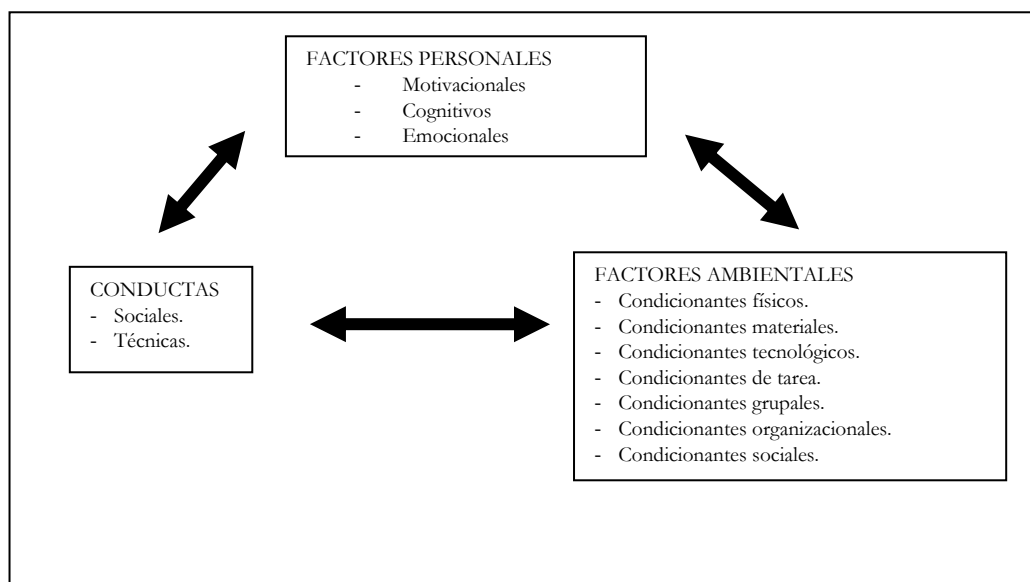 FACTORES PERSONALES
- Motivacionales
- Cognitivos
- Emocionales
CONDUCTAS
- Sociales.
- Técnicas.
FACTORES AMBIENTALES
- Condicionantes físicos.
- Condicionantes materiales.
- Condicionantes tecnológicos.
- Condicionantes de tarea.
- Condicionantes grupales.
- Condicionantes organizacionales.
- Condicionantes sociales.